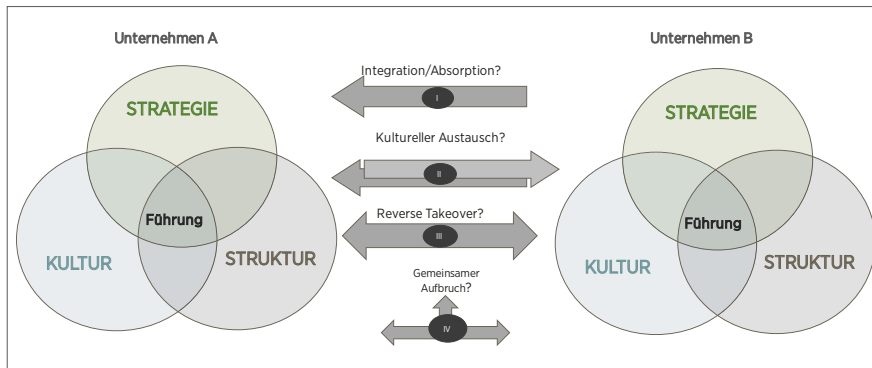 Unternehmen A
STRATEGIE
Führung
KULTUR
STRUKTUR
Integration/Absorption?
I
Kultureller Austausch?
II
Reverse Takeover?
III
Gemeinsamer
Aufbruch?
IV
Unternehmen B
STRATEGIE
Führung
KULTUR
STRUKTUR